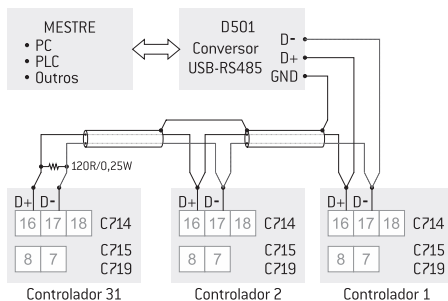 MESTRE
• PC
• PLC
• Outros
D501
Conversor
USB-RS485
D-
D+
GND
120R/0,25W
D+ D-
16 17 18 C714
8 7 C715
C719
Controlador 31
D+ D-
16 17 18 C714
8 7 C715
C719
Controlador 2
D+ D-
16 17 18 C714
8 7 C715
C719
Controlador 1